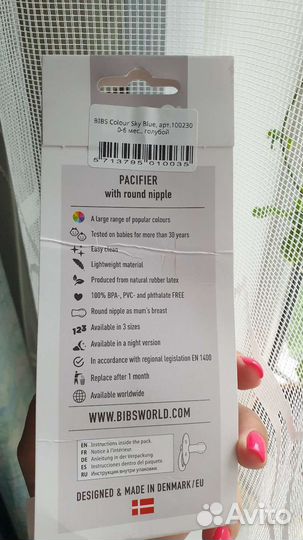 BIBS Colour Sky Blue, арт.100230
0-6 мес., голубой
5 713795 010035
PACIFIER
with round nipple
A large range of popular colours
Tested on babies for more than 30 years
Easy clean
Lightweight material
Produced from natural rubber latex
100% BPA-, PVC- and phthalate FREE
Round nipple as mum's breast
123 Available in 3 sizes
Available in a night version
In accordance with regional legislation EN 1400
Replace after 1 month
Available worldwide
WWW.BIBSWORLD.COM
EN Instructions inside the pack.
FR Notice à l'intérieur.
DE Anleitung in der Verpackung.
ES Instrucciones dentro del paquete.
RU Инструкция внутри упаковки.
DESIGNED & MADE IN DENMARK/EU
Avito